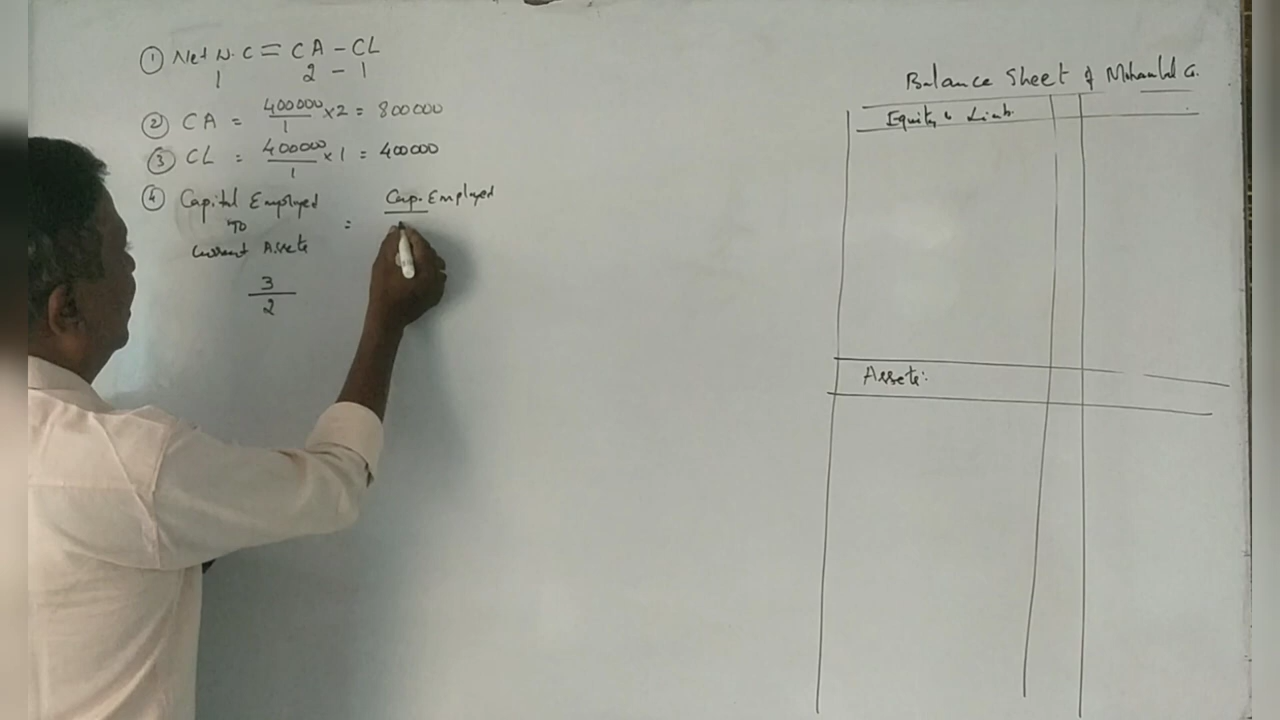 ① Net W.C = CA - CL
1 2 - 1
② CA = 400000/1 x 2 = 800000
③ CL = 400000/1 x 1 = 400000
④ Capital Employed
To
Current Assets
= Cap. Employed
3/2
Balance Sheet of Mohanlal G.
Equity & Liab
Assets: